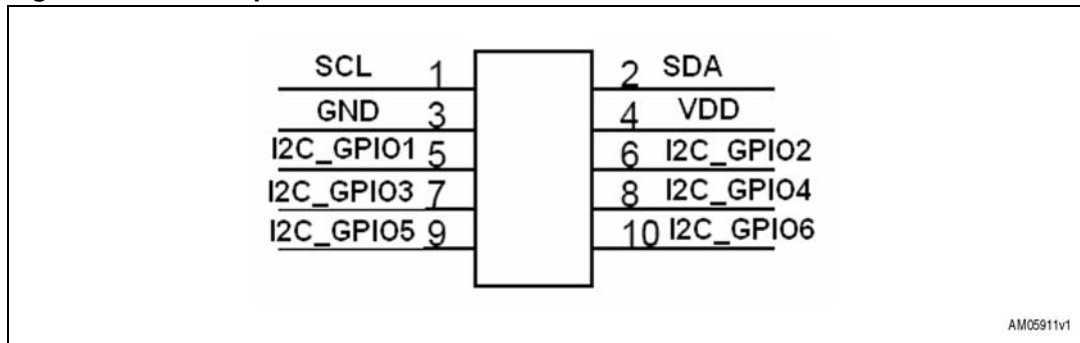 SCL 1 2 SDA
GND 3 4 VDD
I2C_GPIO1 5 6 I2C_GPIO2
I2C_GPIO3 7 8 I2C_GPIO4
I2C_GPIO5 9 10 I2C_GPIO6
AM05911v1